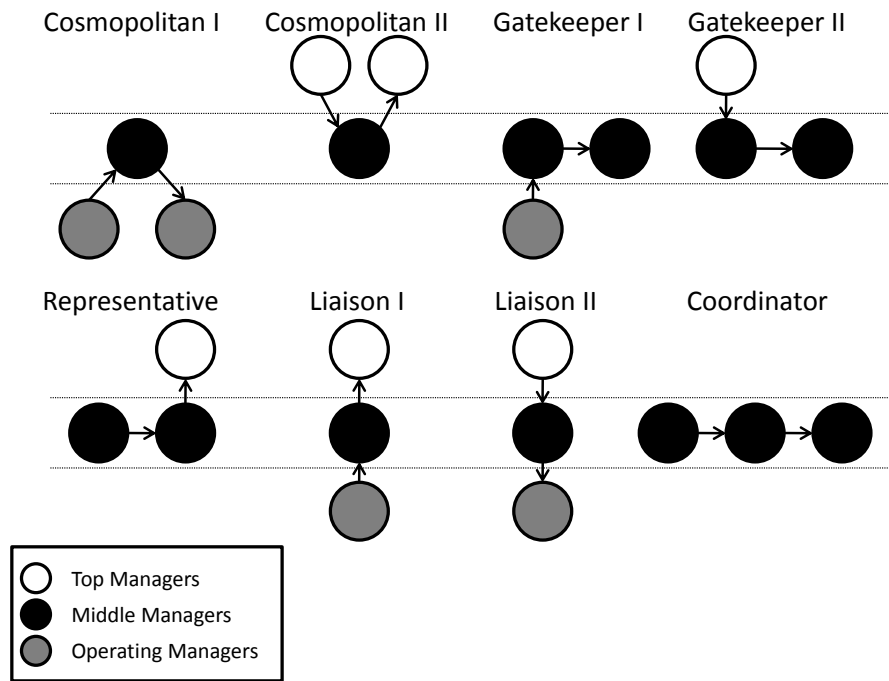 Cosmopolitan I
Cosmopolitan II
Gatekeeper I
Gatekeeper II
Representative
Liaison I
Liaison II
Coordinator
Top Managers
Middle Managers
Operating Managers